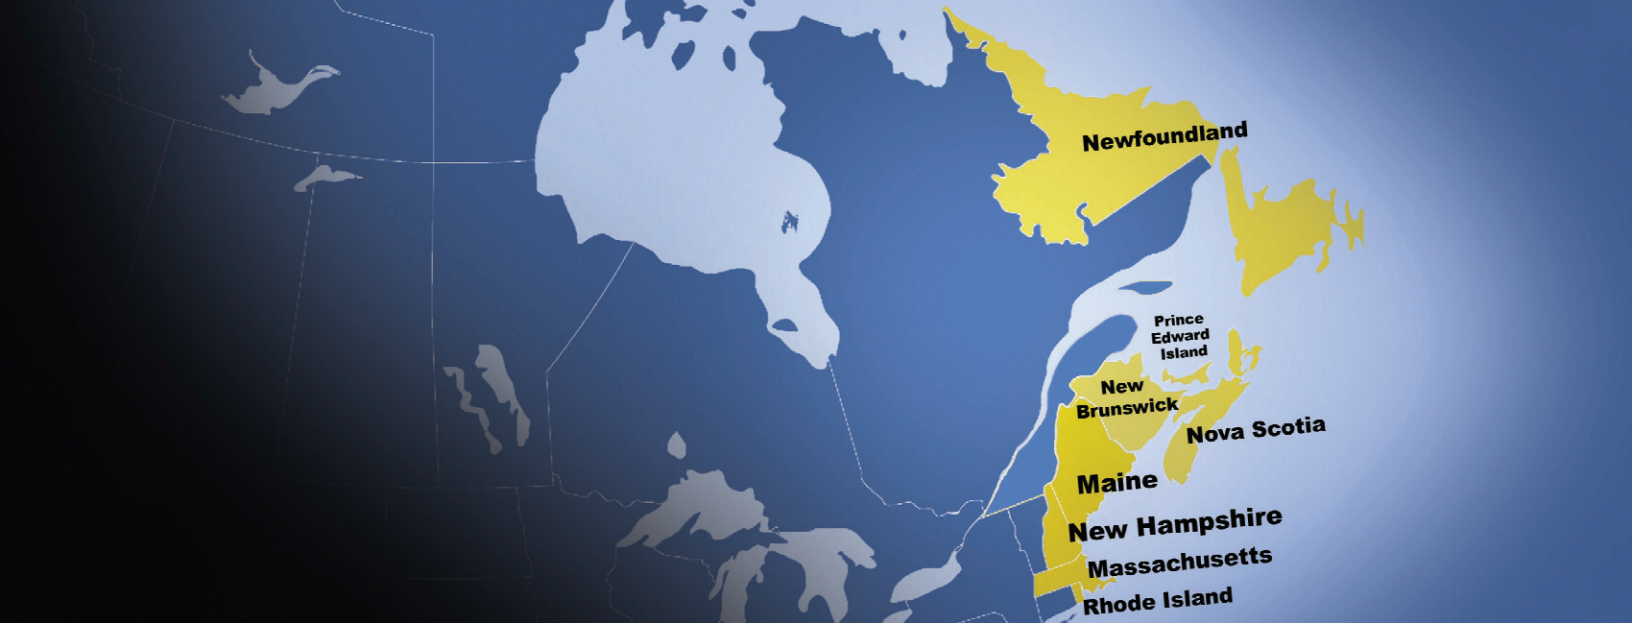 Newfoundland
Prince
Edward
Island
New
Brunswick
Nova Scotia
Maine
New Hampshire
Massachusetts
Rhode Island